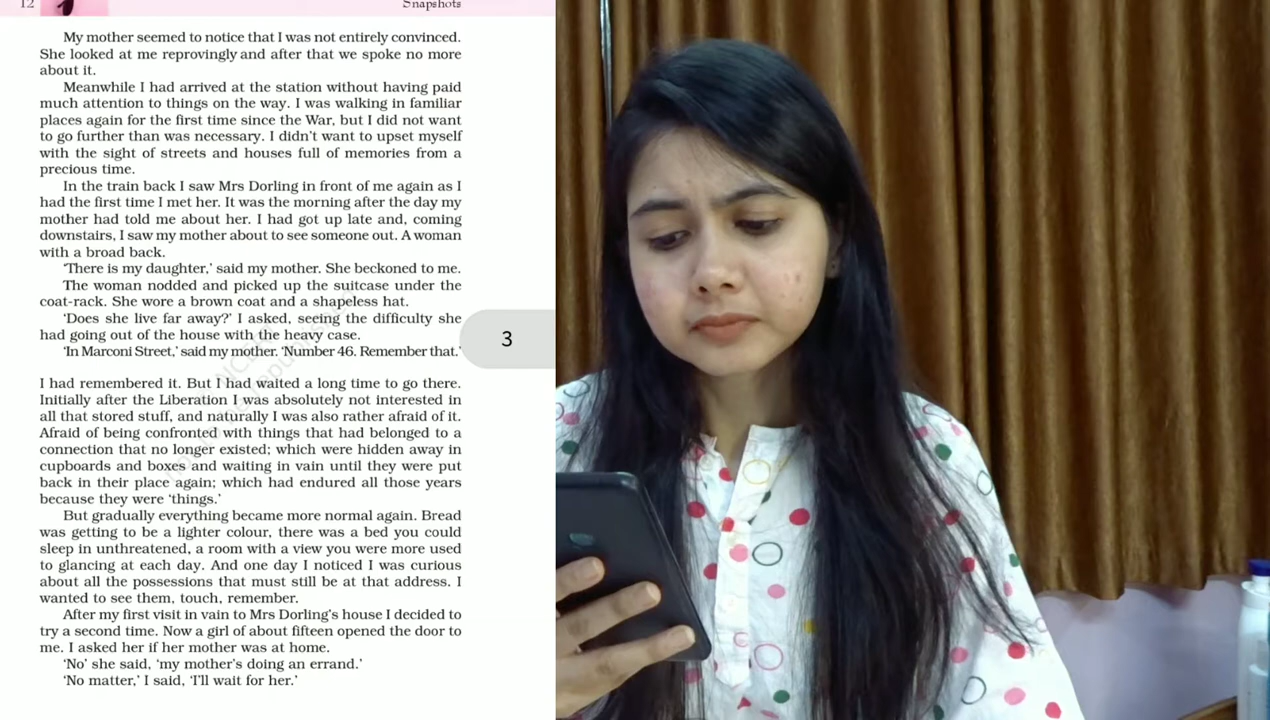 12
Snapshots
My mother seemed to notice that I was not entirely convinced.
She looked at me reprovingly and after that we spoke no more
about it.
Meanwhile I had arrived at the station without having paid
much attention to things on the way. I was walking in familiar
places again for the first time since the War, but I did not want
to go further than was necessary. I didn't want to upset myself
with the sight of streets and houses full of memories from a
precious time.
In the train back I saw Mrs Dorling in front of me again as I
had the first time I met her. It was the morning after the day my
mother had told me about her. I had got up late and, coming
downstairs, I saw my mother about to see someone out. A woman
with a broad back.
‘There is my daughter,’ said my mother. She beckoned to me.
The woman nodded and picked up the suitcase under the
coat-rack. She wore a brown coat and a shapeless hat.
‘Does she live far away?’ I asked, seeing the difficulty she
had going out of the house with the heavy case.
‘In Marconi Street,’ said my mother. ‘Number 46. Remember that.’
I had remembered it. But I had waited a long time to go there.
Initially after the Liberation I was absolutely not interested in
all that stored stuff, and naturally I was also rather afraid of it.
Afraid of being confronted with things that had belonged to a
connection that no longer existed; which were hidden away in
cupboards and boxes and waiting in vain until they were put
back in their place again; which had endured all those years
because they were ‘things.’
But gradually everything became more normal again. Bread
was getting to be a lighter colour, there was a bed you could
sleep in unthreatened, a room with a view you were more used
to glancing at each day. And one day I noticed I was curious
about all the possessions that must still be at that address. I
wanted to see them, touch, remember.
After my first visit in vain to Mrs Dorling's house I decided to
try a second time. Now a girl of about fifteen opened the door to
me. I asked her if her mother was at home.
‘No’ she said, ‘my mother's doing an errand.’
‘No matter,’ I said, ‘I'll wait for her.’
3